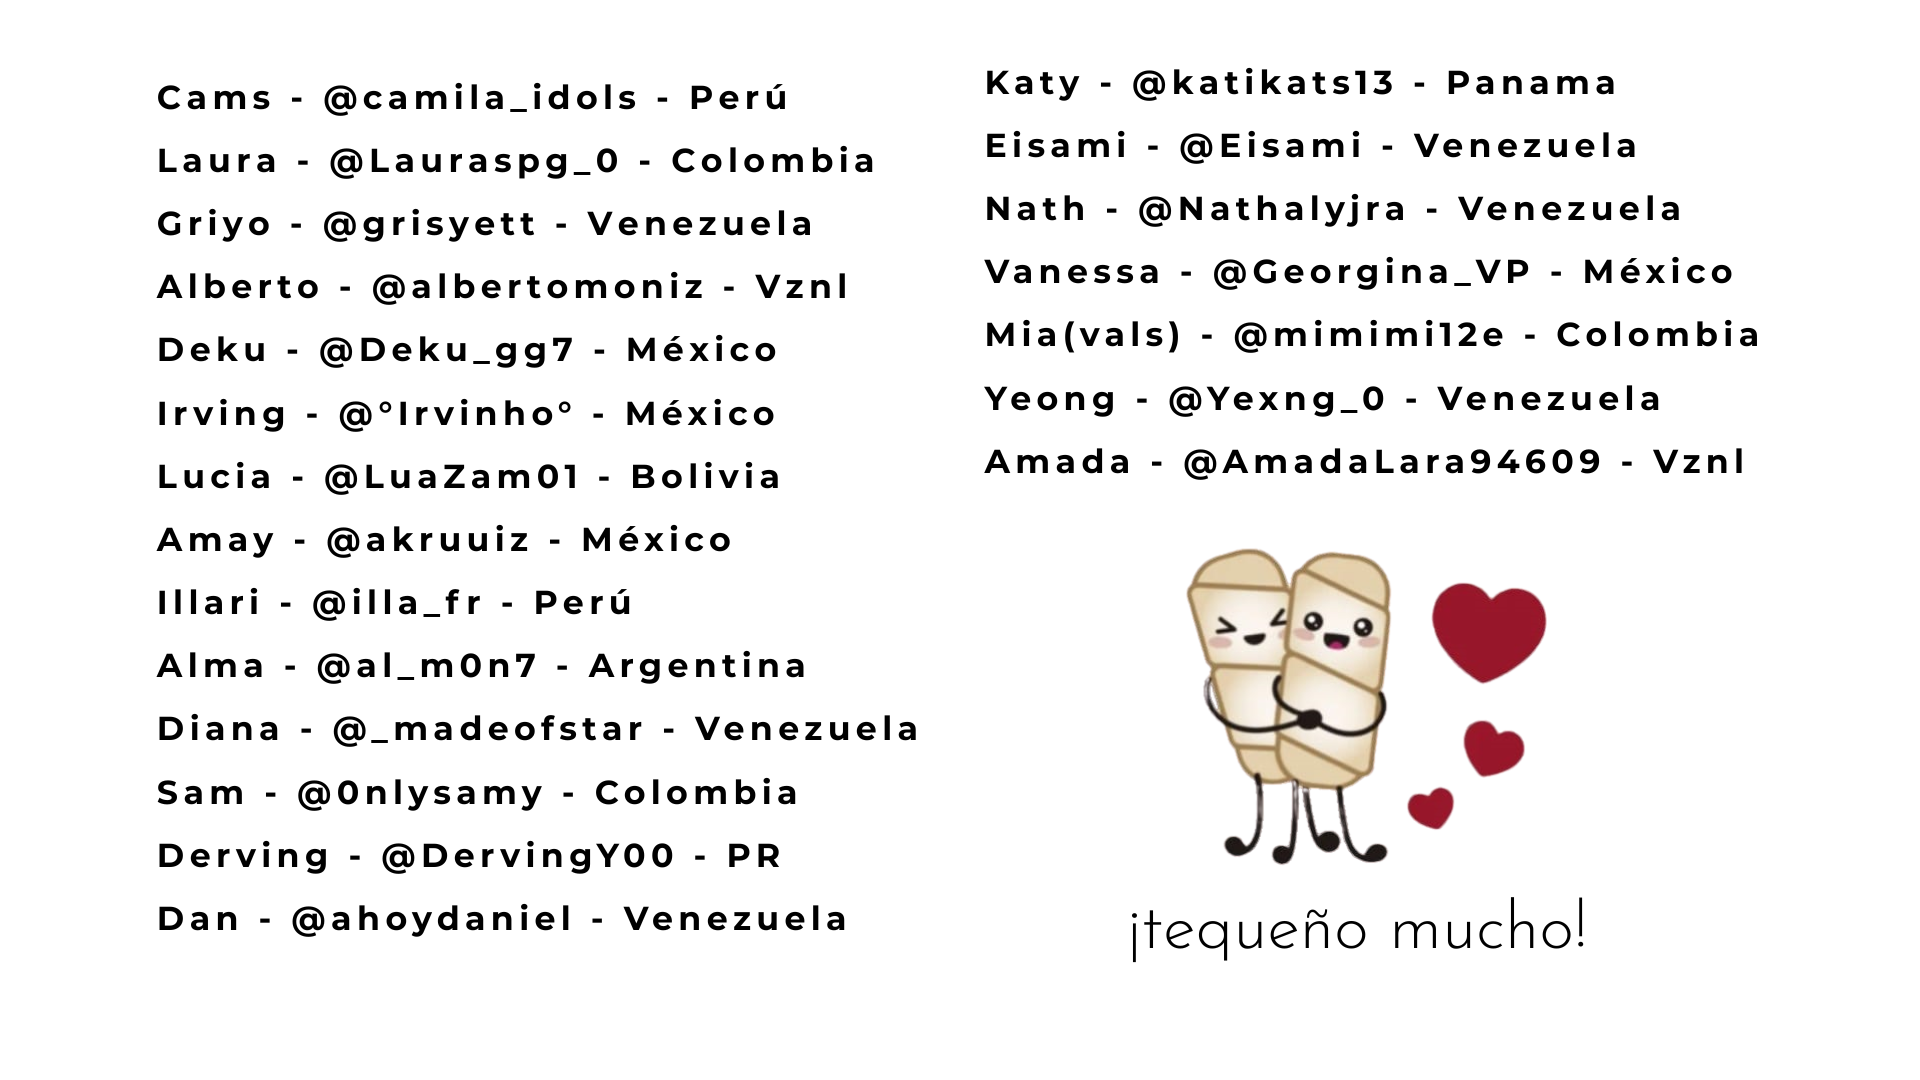 Cams - @camila_idols - Perú
Laura - @Lauraspg_0 - Colombia
Griyo - @grisyett - Venezuela
Alberto - @albertomoniz - Vznl
Deku - @Deku_gg7 - México
Irving - @°Irvinho° - México
Lucia - @LuaZam01 - Bolivia
Amay - @akruuiz - México
Illari - @illa_fr - Perú
Alma - @al_m0n7 - Argentina
Diana - @_madeofstar - Venezuela
Sam - @0nlysamy - Colombia
Derving - @DervingY00 - PR
Dan - @ahoydaniel - Venezuela
Katy - @katikats13 - Panama
Eisami - @Eisami - Venezuela
Nath - @Nathalyjra - Venezuela
Vanessa - @Georgina_VP - México
Mia(vals) - @mimimi12e - Colombia
Yeong - @Yexng_0 - Venezuela
Amada - @AmadaLara94609 - Vznl
¡tequeño mucho!